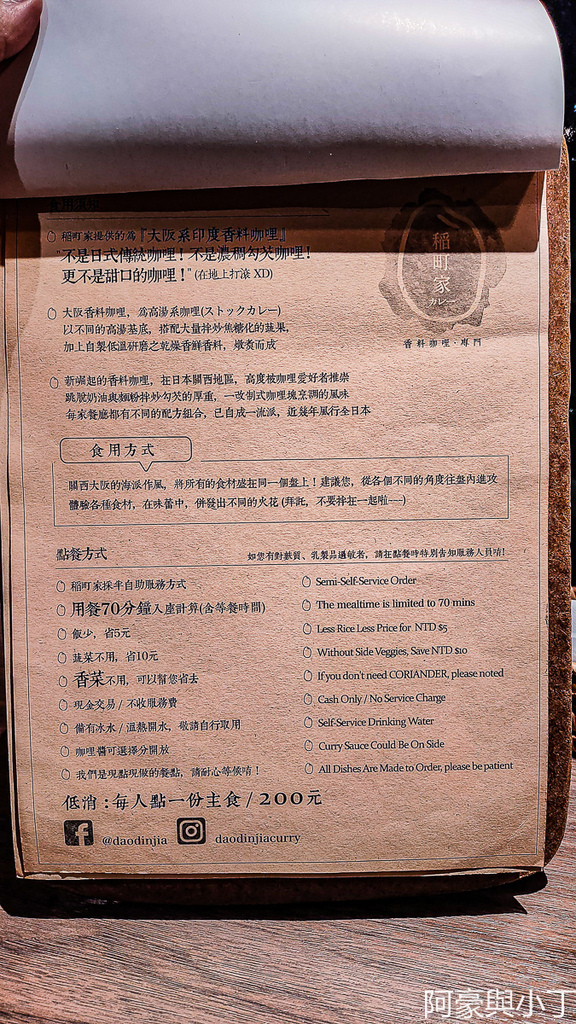 食用須知
稲町家提供的為『大阪系印度香料咖哩』
"不是日式傳統咖哩！不是濃稠勾芡咖哩！
更不是甜口的咖哩！"(在地上打滾 XD)
稲町家
カレー
香料咖哩·專門
大阪香料咖哩，為高湯系咖哩(ストックカレー)
以不同的高湯基底，搭配大量拌炒焦糖化的蔬果，
加上自製低溫研磨之乾燥香鮮香料，燉煮而成
新崛起的香料咖哩，在日本關西地區，高度被咖哩愛好者推崇
跳脫奶油與麵粉拌炒勾芡的厚重，一改制式咖哩塊烹調的風味
每家餐廳都有不同的配方組合，已自成一流派，近幾年風行全日本
食用方式
關西大阪的海派作風，將所有的食材盛在同一個盤上！建議您，從各個不同的角度往盤內進攻
體驗各種食材，在味蕾中，併發出不同的火花 (拜託，不要拌在一起啦──)
點餐方式
如您有對麩質、乳製品過敏者，請在點餐時特別告知服務人員唷!
稲町家採半自助服務方式
Semi-Self-Service Order
用餐70分鐘入座計算(含等餐時間)
The mealtime is limited to 70 mins
飯少，省5元
Less Rice Less Price for NTD $5
蔬菜不用，省10元
Without Side Veggies, Save NTD $10
香菜不用，可以幫您省去
If you don't need CORIANDER, please noted
現金交易 / 不收服務費
Cash Only / No Service Charge
備有冰水 / 溫熱開水，敬請自行取用
Self-Service Drinking Water
咖哩醬可選擇分開放
Curry Sauce Could Be On Side
我們是現點現做的餐點，請耐心等候唷！
All Dishes Are Made to Order, please be patient
低消：每人點一份主食 / 200元
@daodinjia
daodinjiacurry
阿豪與小丁